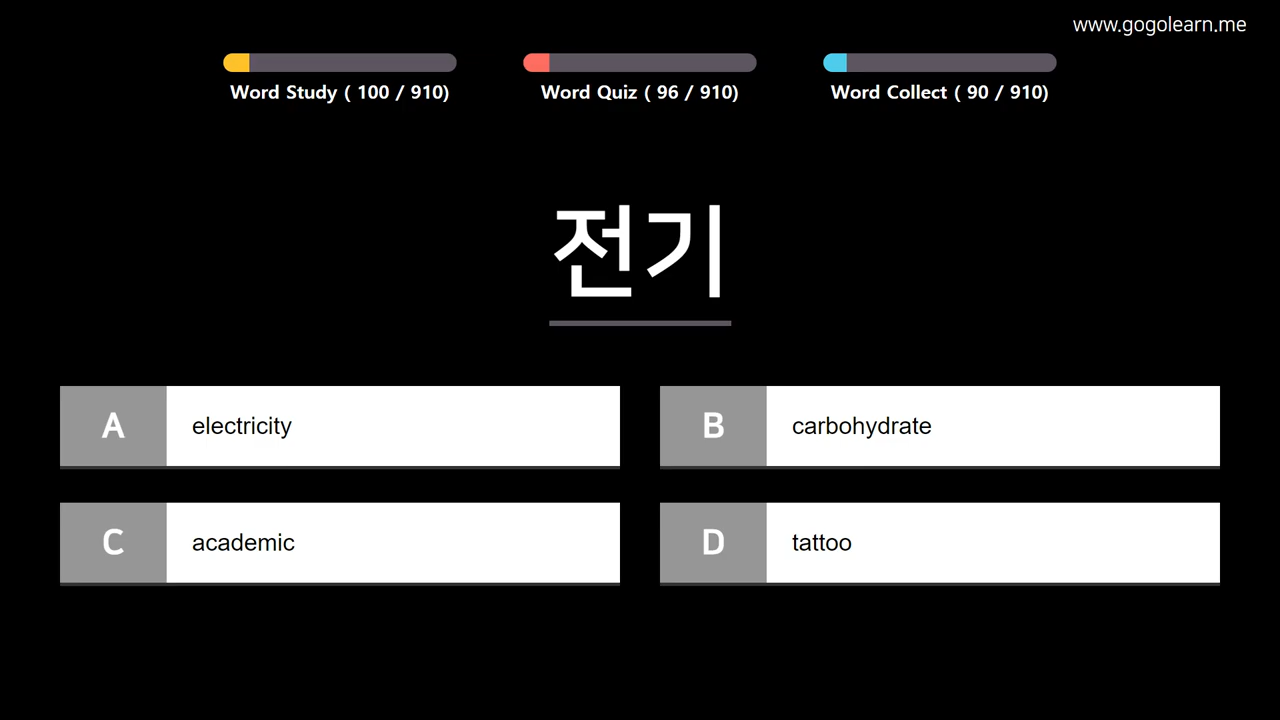 www.gogolearn.me
Word Study ( 100 / 910)
Word Quiz ( 96 / 910)
Word Collect ( 90 / 910)
전기
A electricity
B carbohydrate
C academic
D tattoo